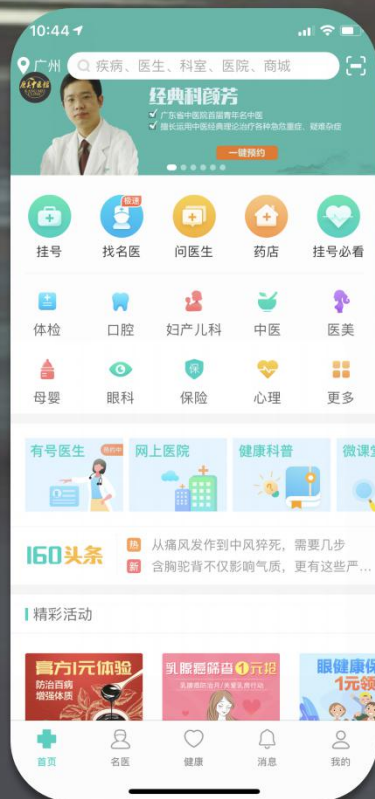 10:44
广州
疾病、医生、科室、医院、商城
经典科颜芳
广东省中医院首届青年名中医
擅长运用中医经典理论治疗各种急危重症、疑难杂症
一键预约
极速
挂号
找名医
问医生
药店
挂号必看
体检
口腔
妇产儿科
中医
医美
母婴
眼科
保
保险
心理
更多
有号医生
网上医院
健康科普
微课
160头条
热 从痛风发作到中风猝死，需要几步
新 含胸驼背不仅影响气质，更有这些严...
精彩活动
膏方1元体验
防治百病
增强体质
乳腺癌筛查1元抢
眼健康
1元领
首页
名医
健康
消息
我的